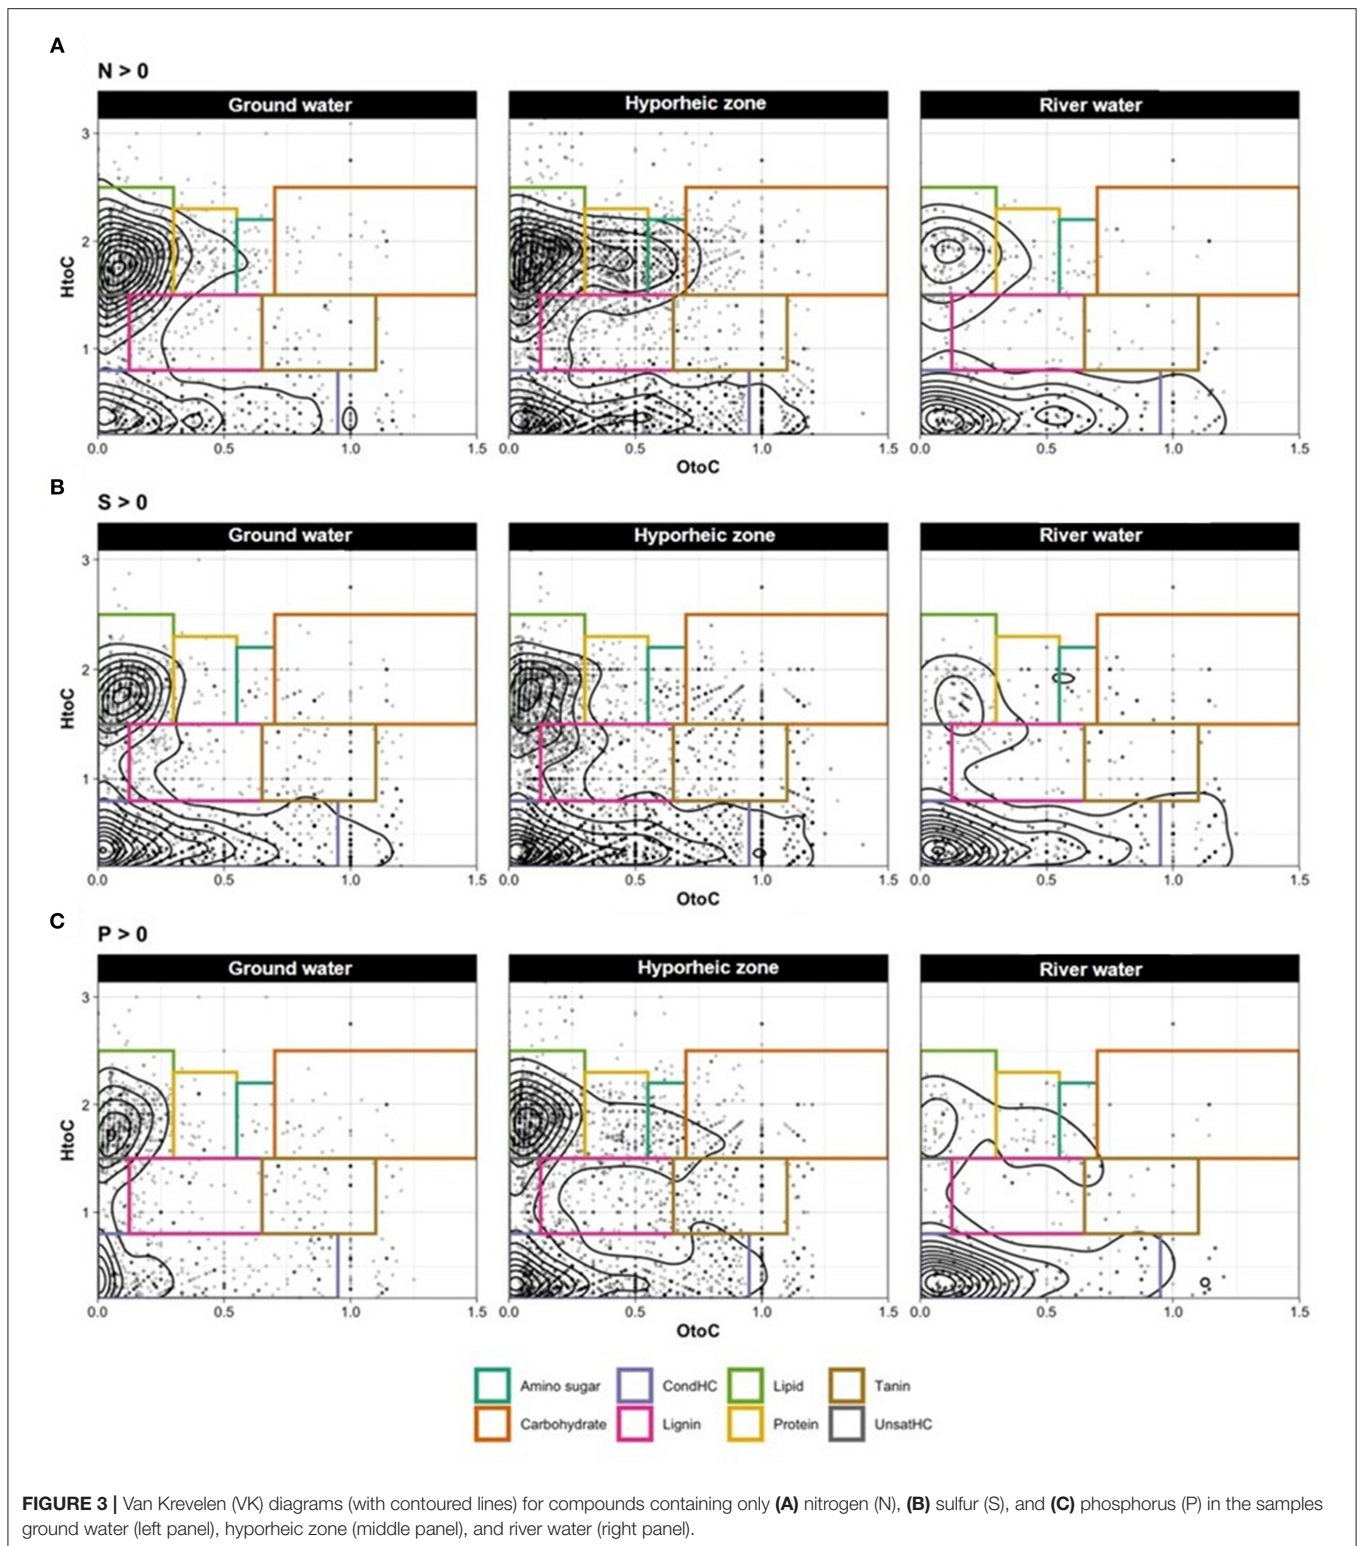 A
N > 0
Ground water
Hyporheic zone
River water
3
2
1
HtoC
0.0 0.5 1.0 1.5 0.0 0.5 1.0 1.5 0.0 0.5 1.0 1.5
OtoC
B
S > 0
Ground water
Hyporheic zone
River water
3
2
1
HtoC
0.0 0.5 1.0 1.5 0.0 0.5 1.0 1.5 0.0 0.5 1.0 1.5
OtoC
C
P > 0
Ground water
Hyporheic zone
River water
3
2
1
HtoC
0.0 0.5 1.0 1.5 0.0 0.5 1.0 1.5 0.0 0.5 1.0 1.5
OtoC
Amino sugar CondHC Lipid Tanin
Carbohydrate Lignin Protein UnsatHC
FIGURE 3 | Van Krevelen (VK) diagrams (with contoured lines) for compounds containing only (A) nitrogen (N), (B) sulfur (S), and (C) phosphorus (P) in the samples
ground water (left panel), hyporheic zone (middle panel), and river water (right panel).